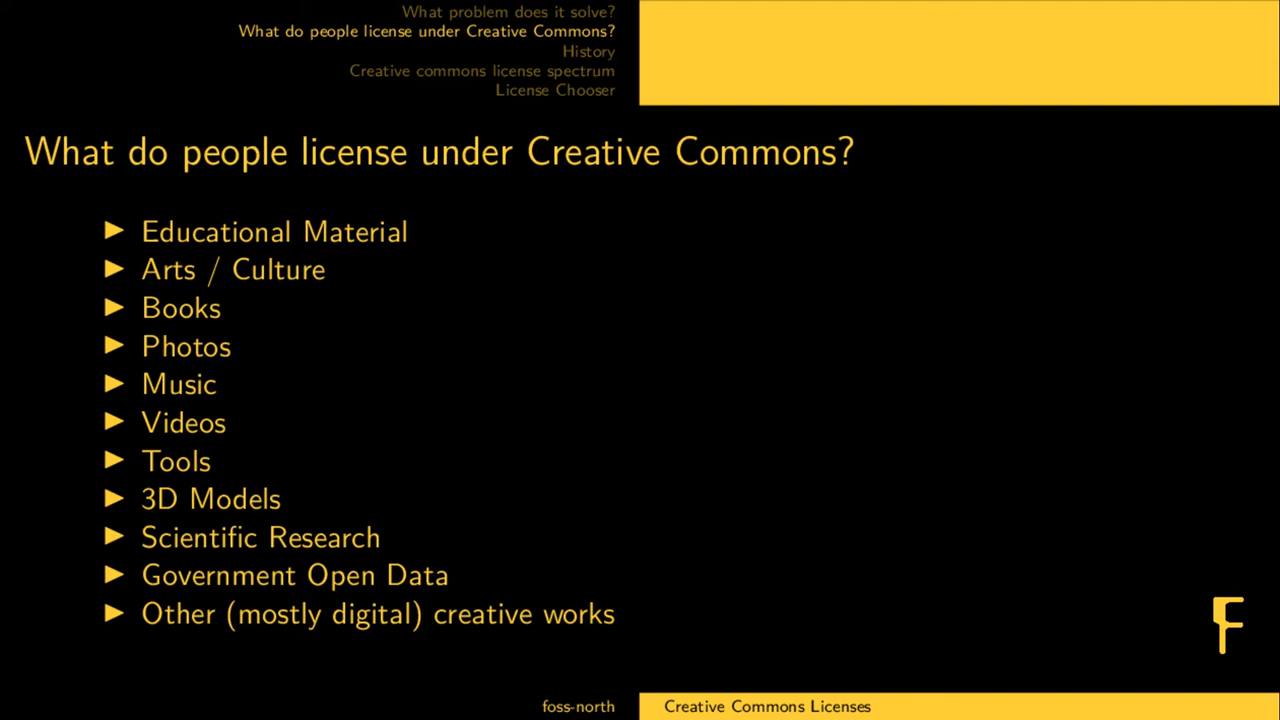 What problem does it solve?
What do people license under Creative Commons?
History
Creative commons license spectrum
License Chooser
What do people license under Creative Commons?
Educational Material
Arts / Culture
Books
Photos
Music
Videos
Tools
3D Models
Scientific Research
Government Open Data
Other (mostly digital) creative works
F
foss-north
Creative Commons Licenses